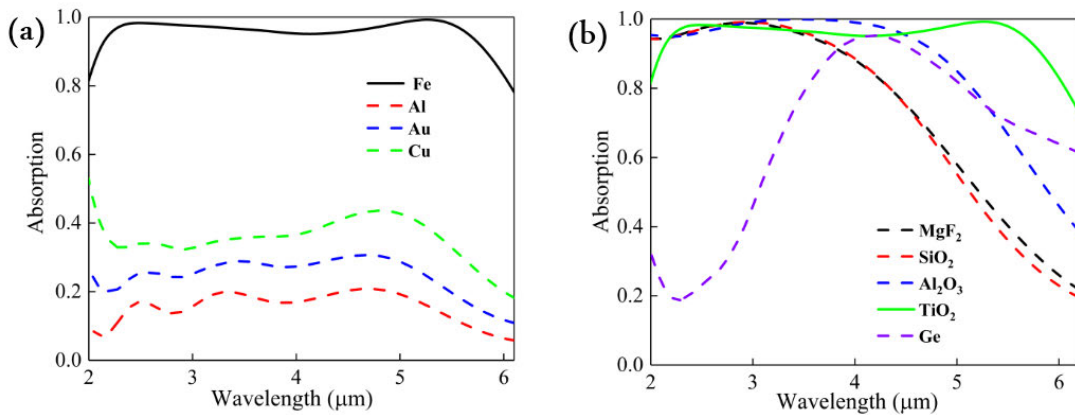 (a)
1.0
0.8
0.6
0.4
0.2
0.0
Absorption
Fe
Al
Au
Cu
2 3 4 5 6
Wavelength (μm)
(b)
1.0
0.8
0.6
0.4
0.2
0.0
Absorption
MgF₂
SiO₂
Al₂O₃
TiO₂
Ge
2 3 4 5 6
Wavelength (μm)